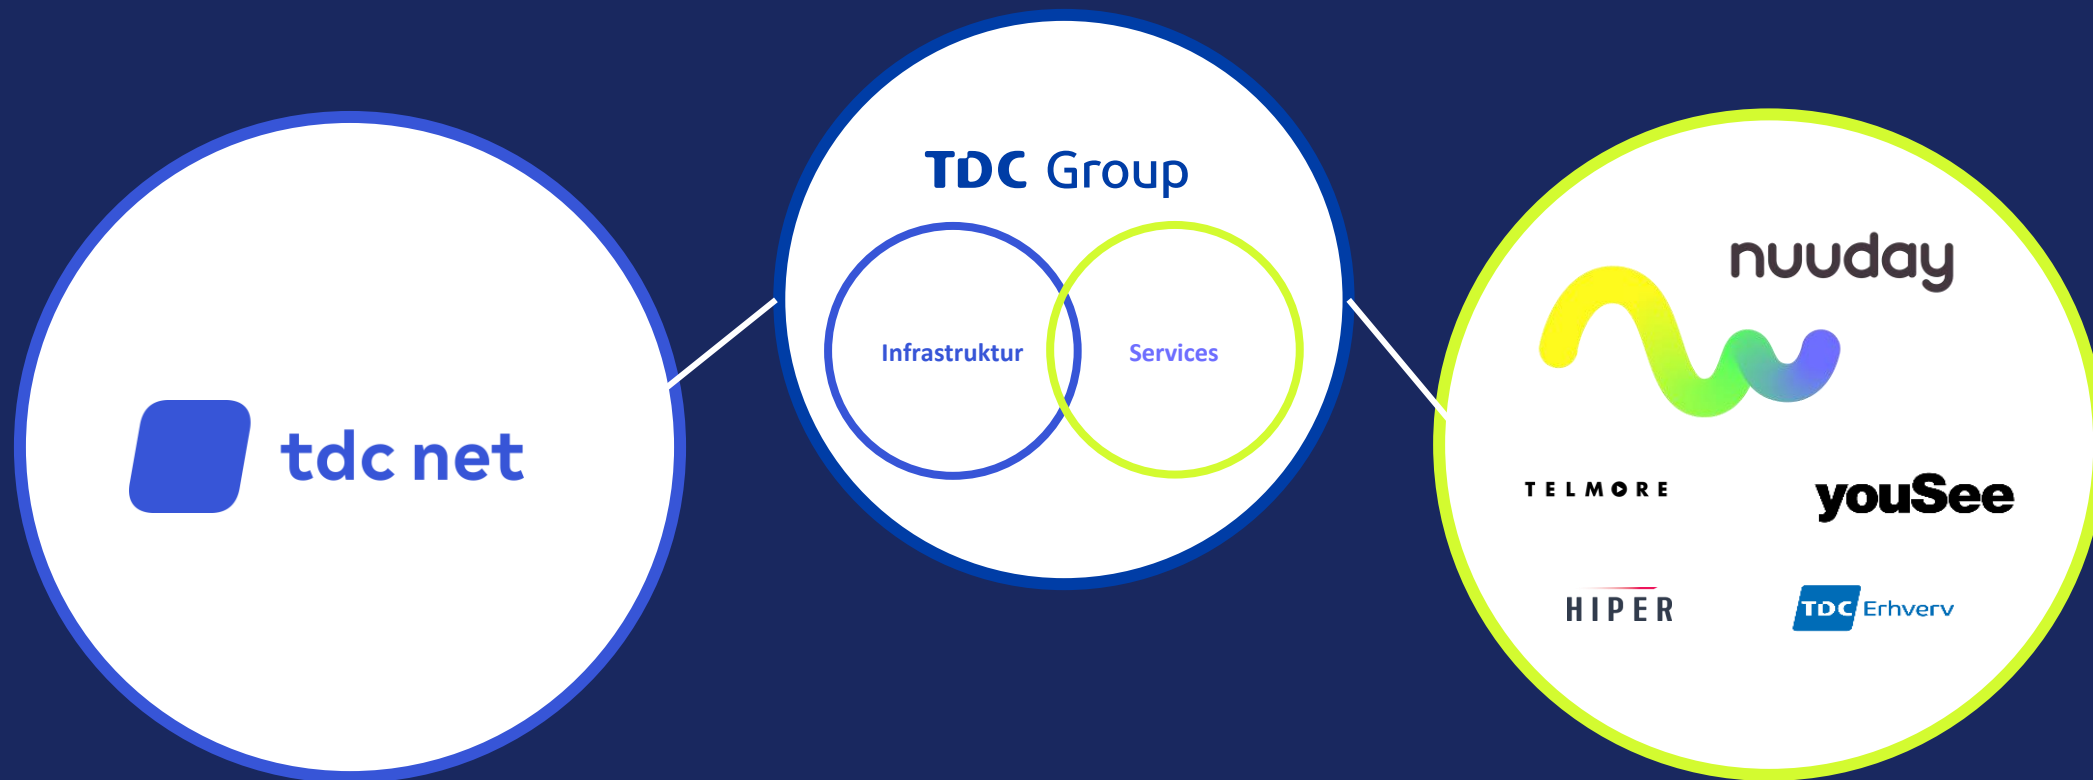 tdc net
TDC Group
Infrastruktur
Services
nuuday
TELMORE
youSee
HIPER
TDC Erhverv